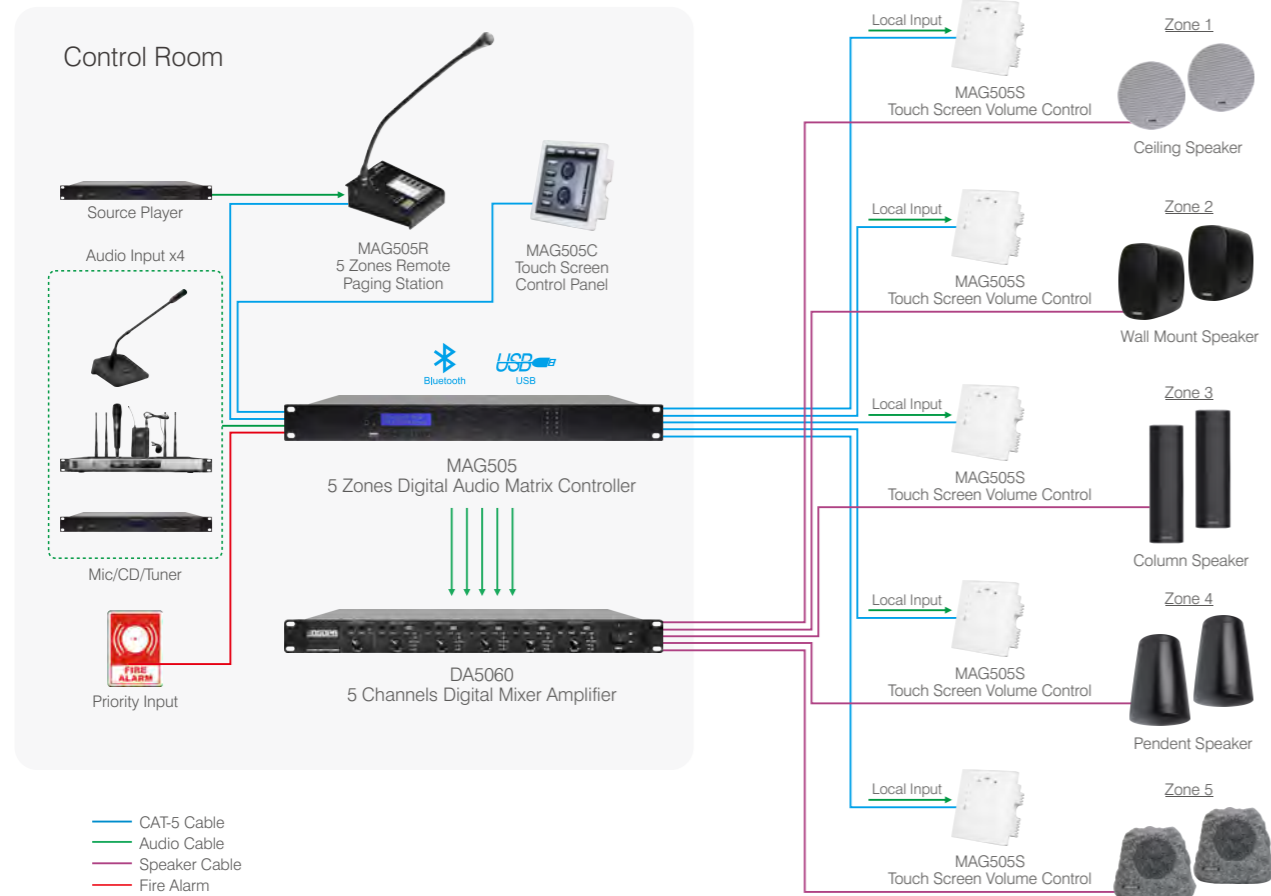 Control Room
Source Player
Audio Input x4
MAG505R
5 Zones Remote
Paging Station
MAG505C
Touch Screen
Control Panel
Bluetooth
USB
USB
MAG505
5 Zones Digital Audio Matrix Controller
Mic/CD/Tuner
FIRE
ALARM
Priority Input
DSPPA
DA5060
5 Channels Digital Mixer Amplifier
CAT-5 Cable
Audio Cable
Speaker Cable
Fire Alarm
Local Input
MAG505S
Touch Screen Volume Control
Zone 1
Ceiling Speaker
Local Input
MAG505S
Touch Screen Volume Control
Zone 2
Wall Mount Speaker
Local Input
MAG505S
Touch Screen Volume Control
Zone 3
Column Speaker
Local Input
MAG505S
Touch Screen Volume Control
Zone 4
Pendent Speaker
Local Input
MAG505S
Touch Screen Volume Control
Zone 5